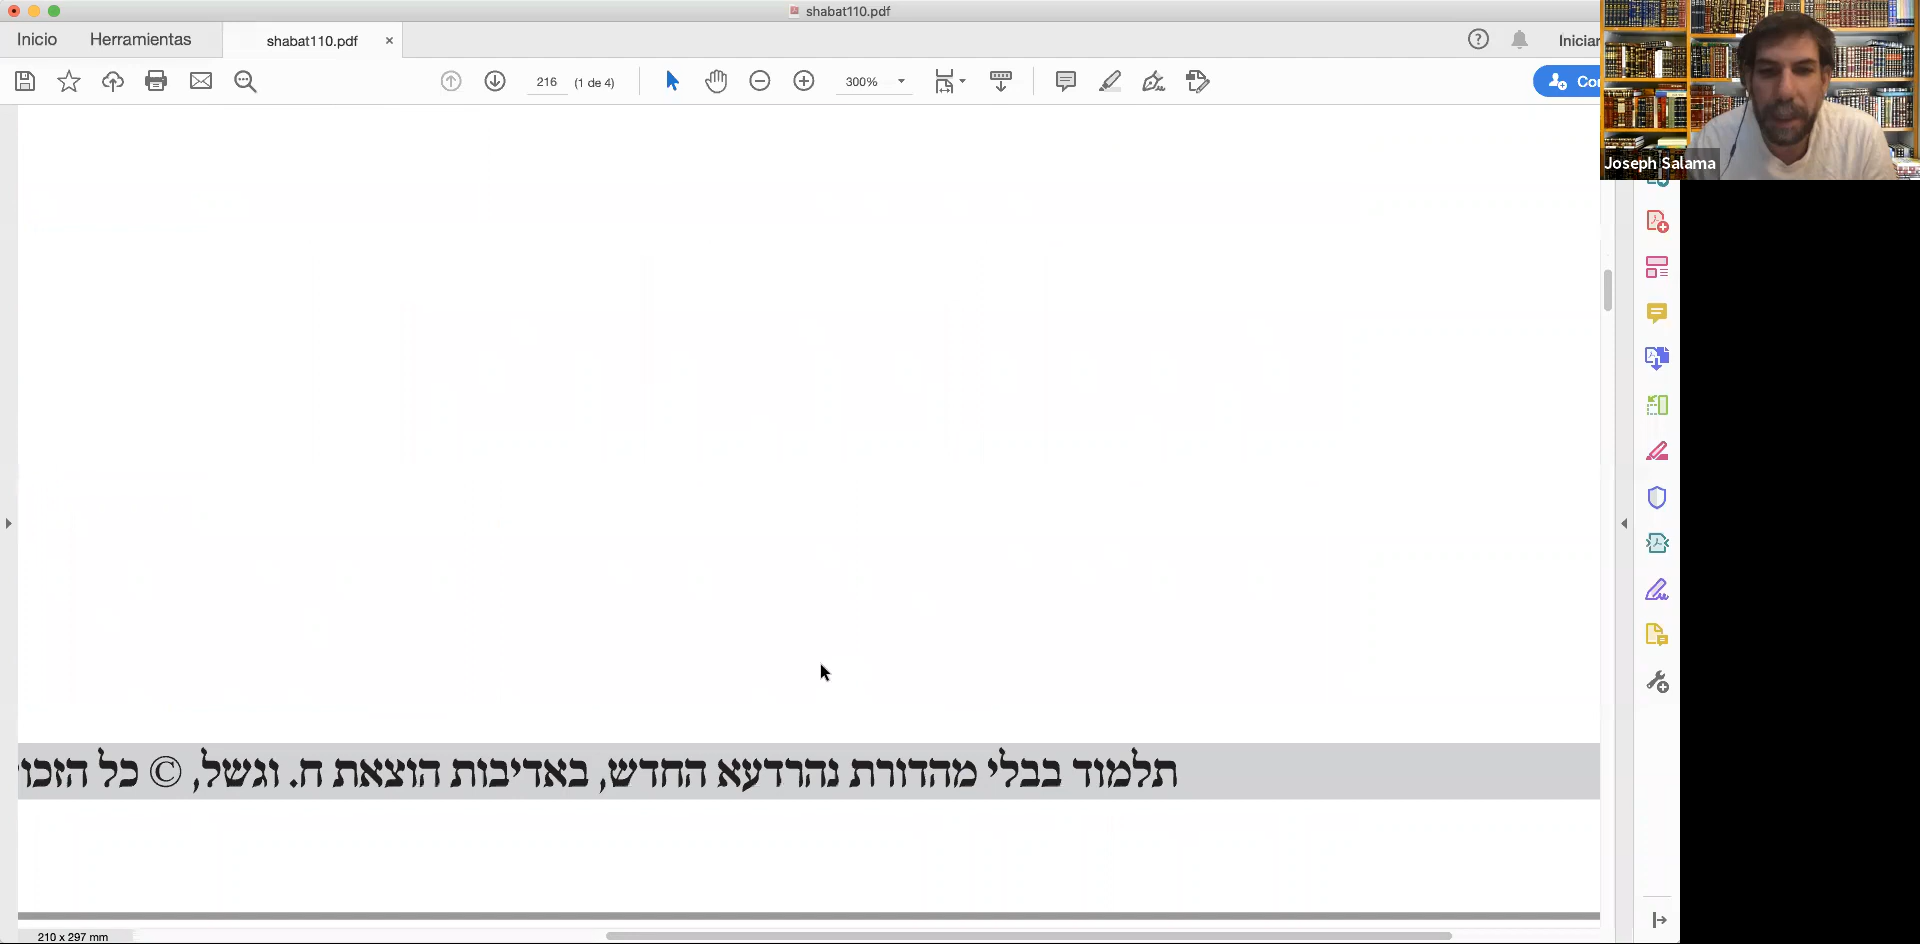 shabat110.pdf
Inicio
Herramientas
shabat110.pdf
Iniciar
216
(1 de 4)
300%
Joseph Salama
תלמוד בבלי מהדורת נהרדעא החדש, באדיבות הוצאת ח. וגשל, © כל
210 x 297 mm